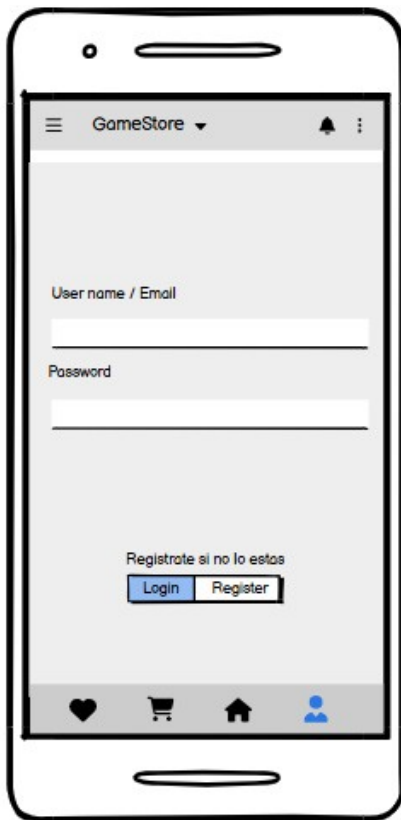 GameStore
User name / Email
Password
Registrate si no lo estas
Login Register